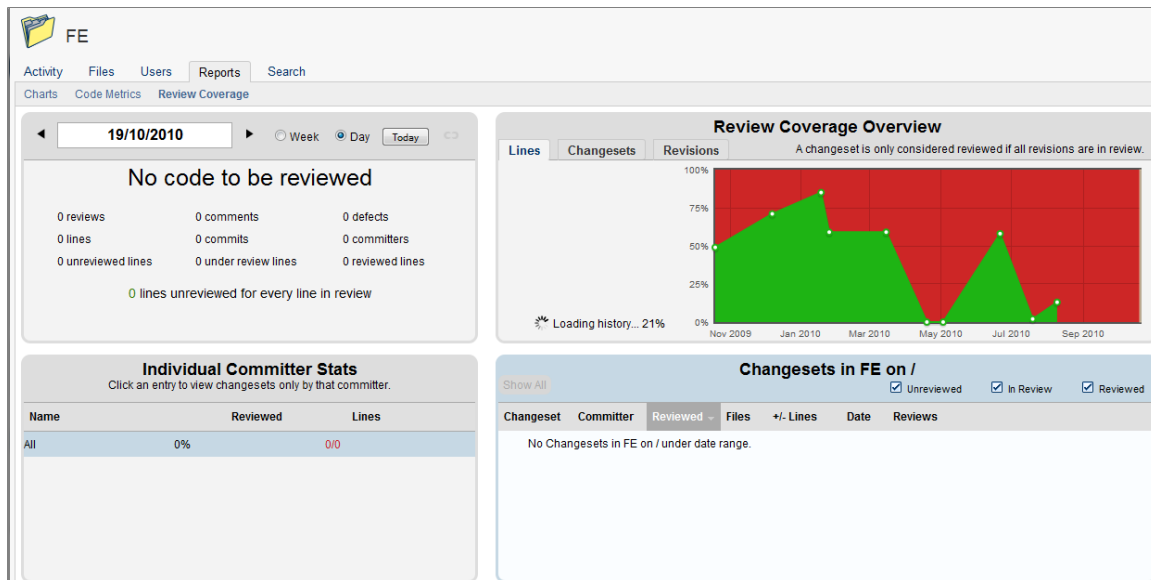 FE
Activity Files Users Reports Search
Charts Code Metrics Review Coverage
19/10/2010 Week Day Today
No code to be reviewed
0 reviews 0 comments 0 defects
0 lines 0 commits 0 committers
0 unreviewed lines 0 under review lines 0 reviewed lines
0 lines unreviewed for every line in review
Review Coverage Overview
Lines Changesets Revisions A changeset is only considered reviewed if all revisions are in review.
100%
75%
50%
25%
0%
Loading history... 21%
Nov 2009 Jan 2010 Mar 2010 May 2010 Jul 2010 Sep 2010
Individual Committer Stats
Click an entry to view changesets only by that committer.
Name Reviewed Lines
All 0% 0/0
Changesets in FE on /
Show All Unreviewed In Review Reviewed
Changeset Committer Reviewed Files +/- Lines Date Reviews
No Changesets in FE on / under date range.